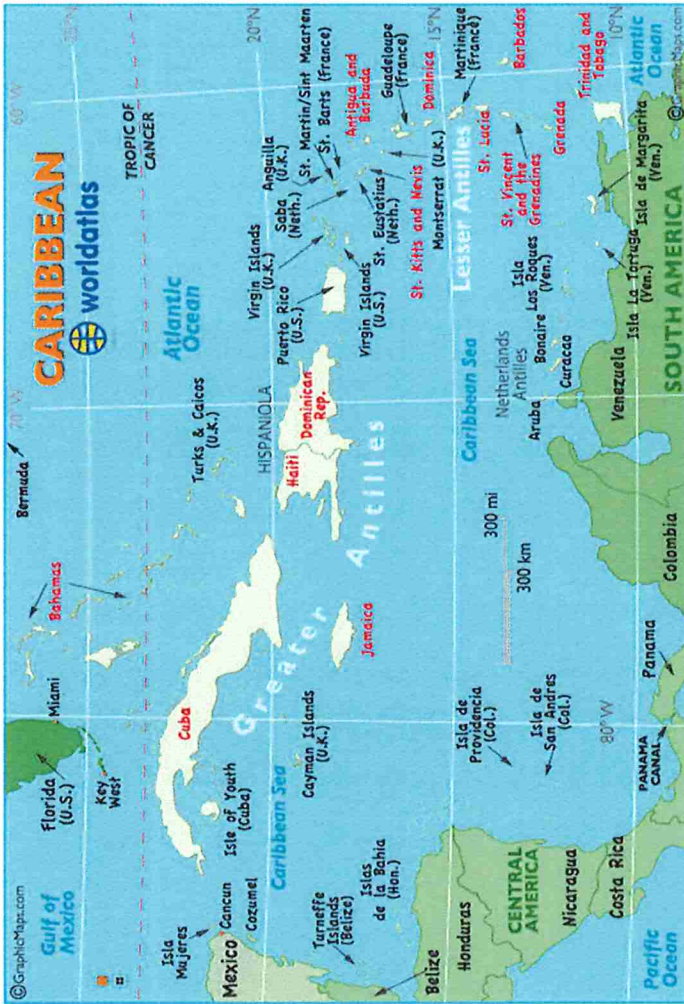 ©GraphicMaps.com
Gulf of
Mexico
Florida
(U.S.)
Miami
Key
West
Bahamas
Bermuda
70°W
CARIBBEAN
worldatlas
60°W
25°N
TROPIC OF
CANCER
Atlantic
Ocean
Isla
Mujeres
Cancun
Cozumel
Mexico
Isle of Youth
(Cuba)
Cuba
Turks & Caicos
(U.K.)
Virgin Islands
(U.K.)
Anguilla
(U.K.)
St. Martin/Sint Maarten
St. Barts (France)
20°N
Caribbean Sea
Cayman Islands
(U.K.)
Greater Antilles
Jamaica
HISPANIOLA
Haiti
Dominican
Rep.
Puerto Rico
(U.S.)
Virgin Islands
(U.S.)
Saba
(Neth.)
St. Eustatius
(Neth.)
St. Kitts and Nevis
Montserrat (U.K.)
Antigua and
Barbuda
Guadeloupe
(France)
Dominica
15°N
Martinique
(France)
Turneffe
Islands
(Belize)
Islas
de la Bahia
(Hon.)
Belize
Honduras
CENTRAL
AMERICA
Nicaragua
Costa Rica
Isla de
Providencia
(Col.)
Isla de
San Andres
(Col.)
300 mi
300 km
Caribbean Sea
Lesser Antilles
St. Lucia
Barbados
St. Vincent
and the
Grenadines
Grenada
Netherlands
Antilles
Aruba
Bonaire
Curacao
Isla
Los Roques
(Ven.)
Isla La Tortuga
(Ven.)
Isla de Margarita
(Ven.)
Trinidad and
Tobago
10°N
80°W
Pacific
Ocean
PANAMA
CANAL
Panama
Colombia
Venezuela
SOUTH AMERICA
Atlantic
Ocean
©GraphicMaps.com